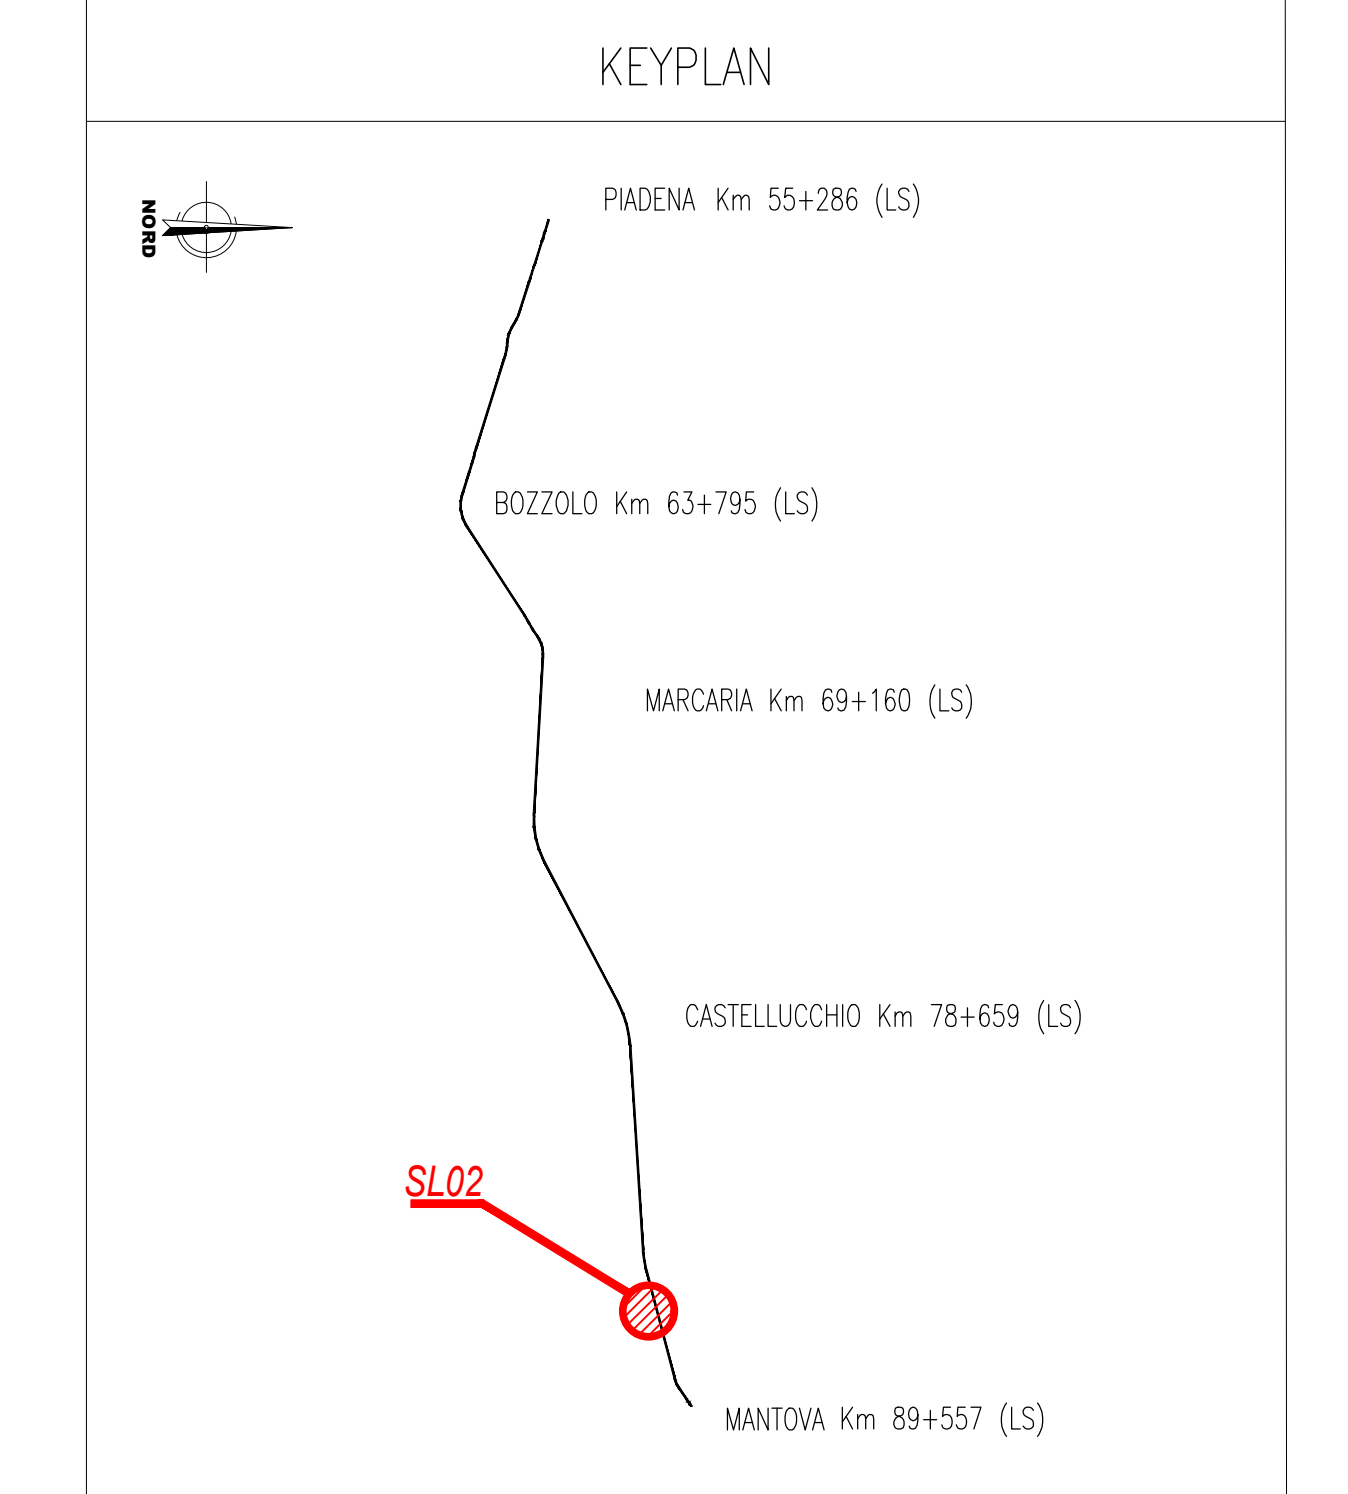 KEYPLAN
NORD
PIADENA Km 55+286 (LS)
BOZZOLO Km 63+795 (LS)
MARCARIA Km 69+160 (LS)
CASTELLUCCHIO Km 78+659 (LS)
SL02
MANTOVA Km 89+557 (LS)